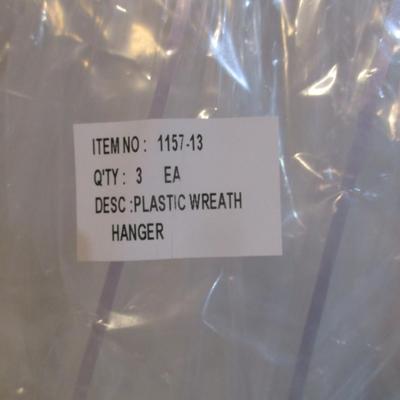 ITEM NO : 1157-13
Q'TY : 3 EA
DESC :PLASTIC WREATH
HANGER